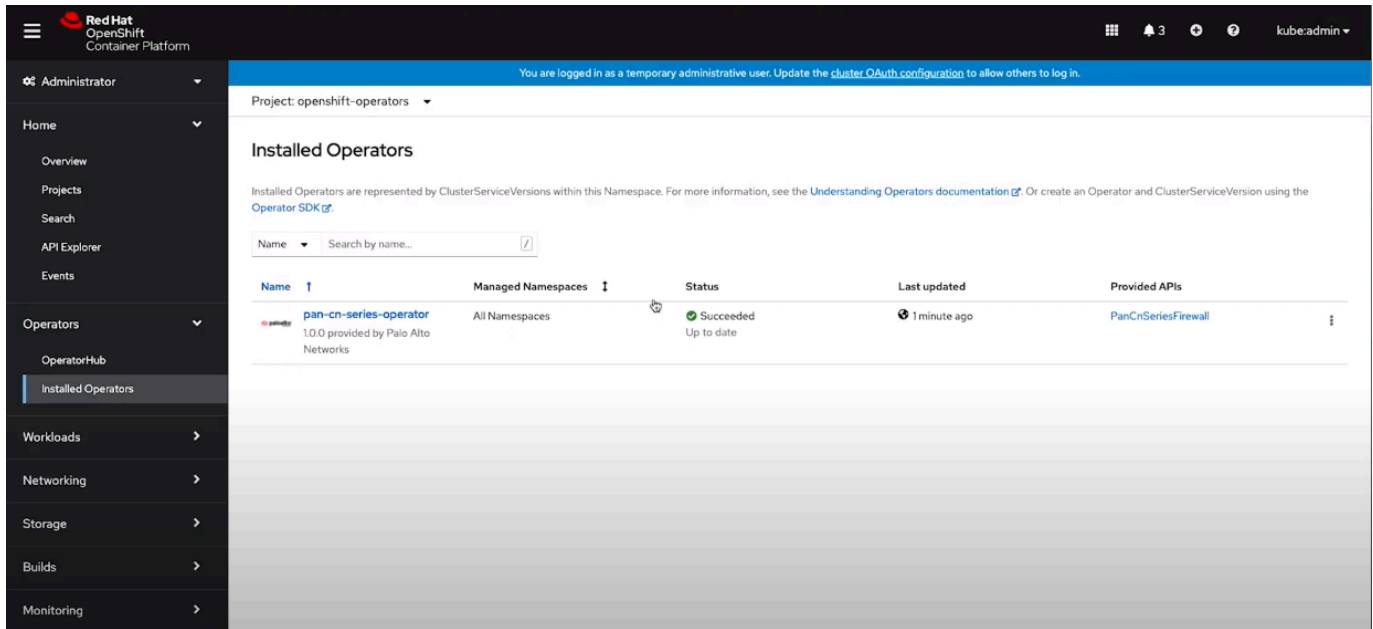 Red Hat
OpenShift
Container Platform
3
kube:admin
Administrator
You are logged in as a temporary administrative user. Update the cluster OAuth configuration to allow others to log in.
Project: openshift-operators
Home
Overview
Projects
Search
API Explorer
Events
Operators
OperatorHub
Installed Operators
Workloads
Networking
Storage
Builds
Monitoring
Installed Operators
Installed Operators are represented by ClusterServiceVersions within this Namespace. For more information, see the Understanding Operators documentation. Or create an Operator and ClusterServiceVersion using the
Operator SDK.
Name Search by name... /
Name Managed Namespaces Status Last updated Provided APIs
paloalto pan-cn-series-operator All Namespaces Succeeded 1 minute ago PanCnSeriesFirewall
1.0.0 provided by Palo Alto Up to date
Networks